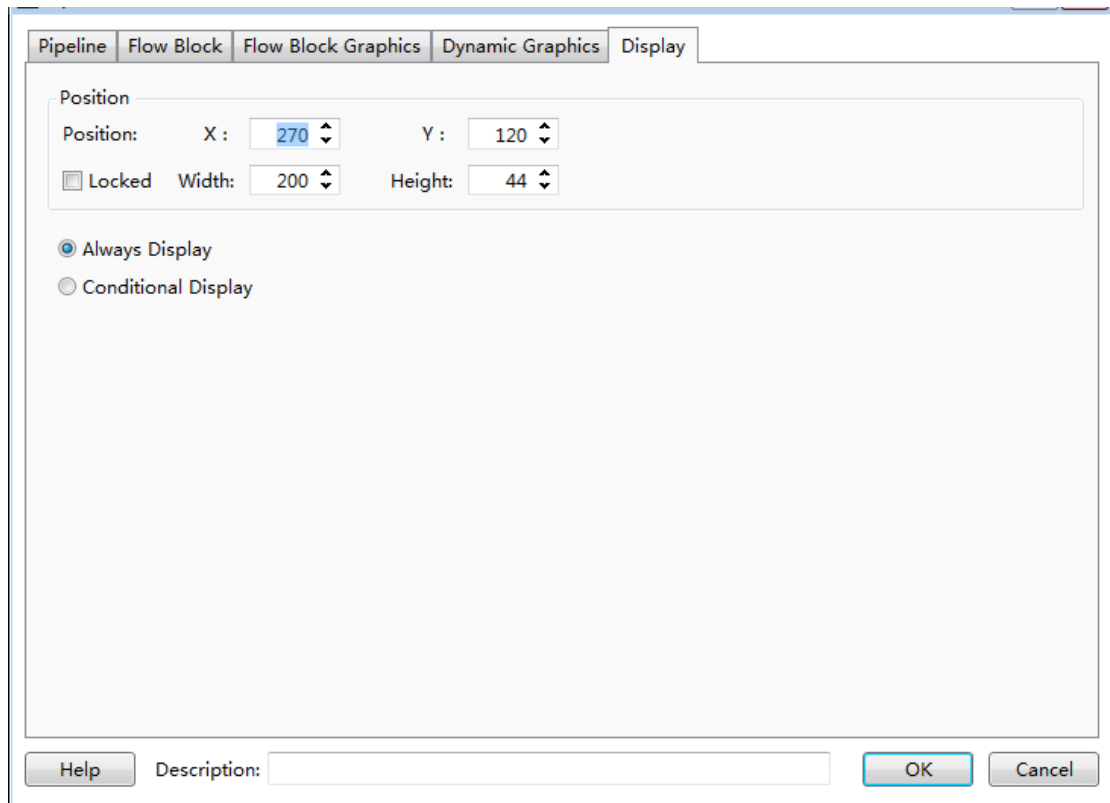 Pipeline Flow Block Flow Block Graphics Dynamic Graphics Display
Position
Position: X : 270 Y : 120
Locked Width: 200 Height: 44
Always Display
Conditional Display
Help Description: OK Cancel